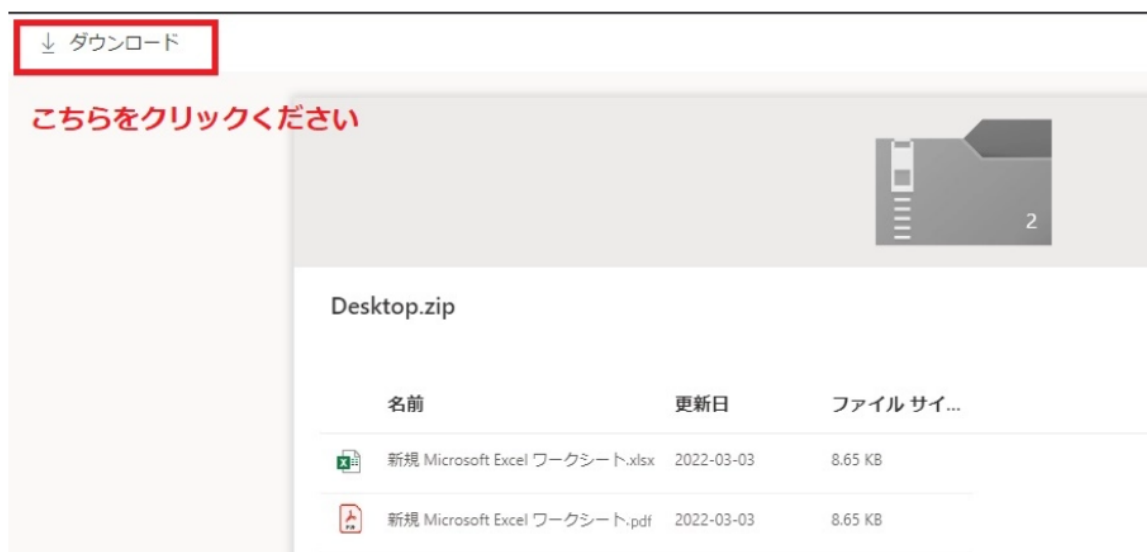 ダウンロード
こちらをクリックください
2
Desktop.zip
名前 更新日 ファイル サイ...
新規 Microsoft Excel ワークシート.xlsx 2022-03-03 8.65 KB
新規 Microsoft Excel ワークシート.pdf 2022-03-03 8.65 KB